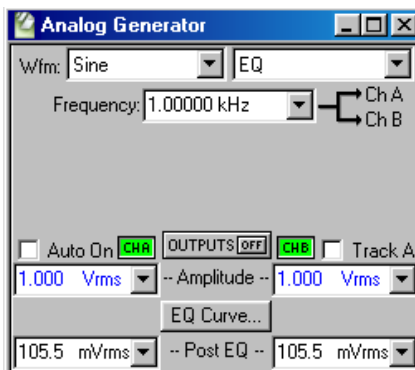 Analog Generator
Wfm: Sine EQ
Frequency: 1.00000 kHz Ch A
Ch B
Auto On CHA OUTPUTS OFF CHB Track A
1.000 Vrms -- Amplitude -- 1.000 Vrms
EQ Curve...
105.5 mVrms -- Post EQ -- 105.5 mVrms